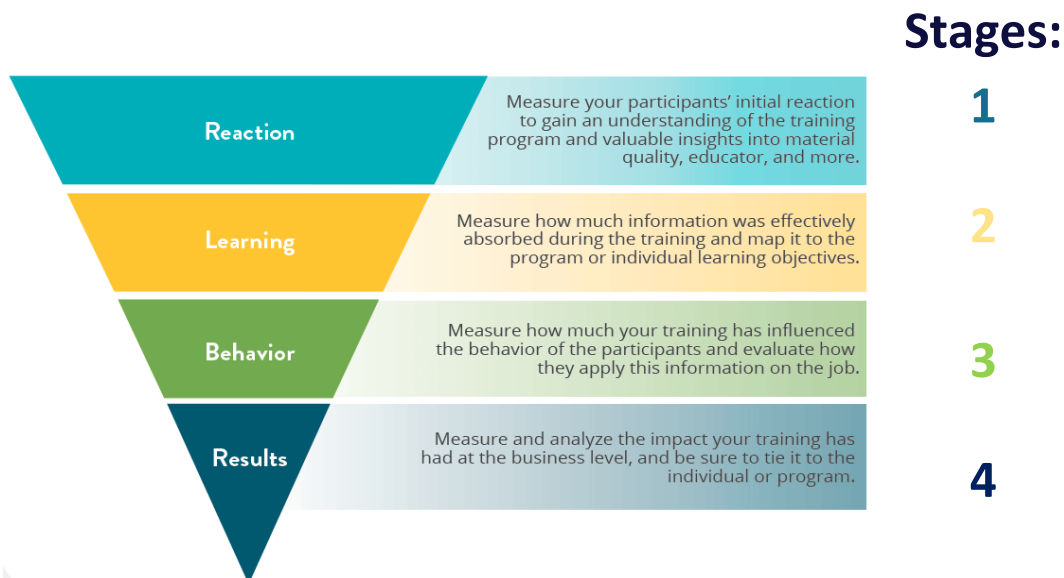 Stages:
Reaction
Measure your participants’ initial reaction
to gain an understanding of the training
program and valuable insights into material
quality, educator, and more.
1
Learning
Measure how much information was effectively
absorbed during the training and map it to the
program or individual learning objectives.
2
Behavior
Measure how much your training has influenced
the behavior of the participants and evaluate how
they apply this information on the job.
3
Results
Measure and analyze the impact your training has
had at the business level, and be sure to tie it to the
individual or program.
4